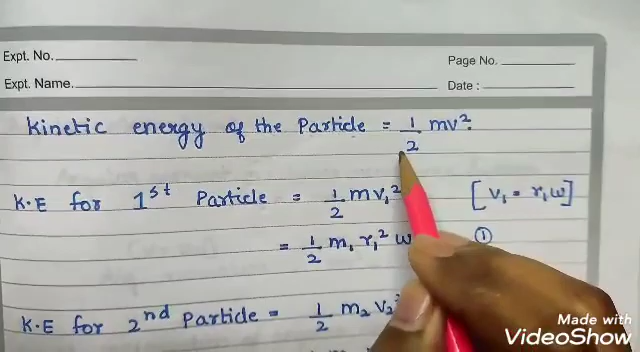 Expt. No.
Page No.
Expt. Name.
Date :
Kinetic energy of the Particle = 1/2 mv².
K.E for 1st Particle = 1/2 mv₁² [v₁ = r₁ω]
= 1/2 m₁ r₁² ω ①
K.E for 2nd Particle = 1/2 m₂ v₂²
Made with
VideoShow